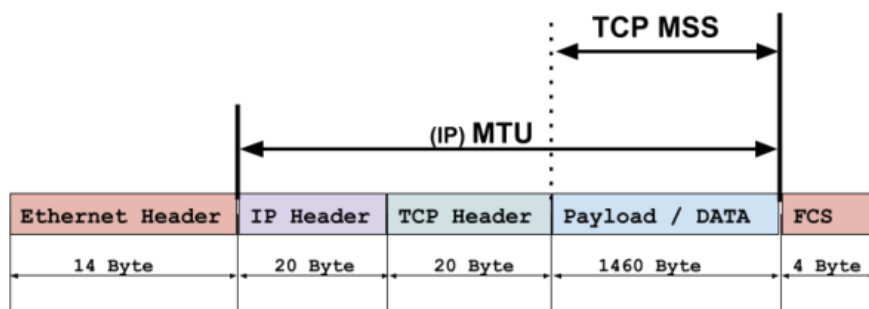 TCP MSS
(IP) MTU
Ethernet Header IP Header TCP Header Payload / DATA FCS
14 Byte 20 Byte 20 Byte 1460 Byte 4 Byte